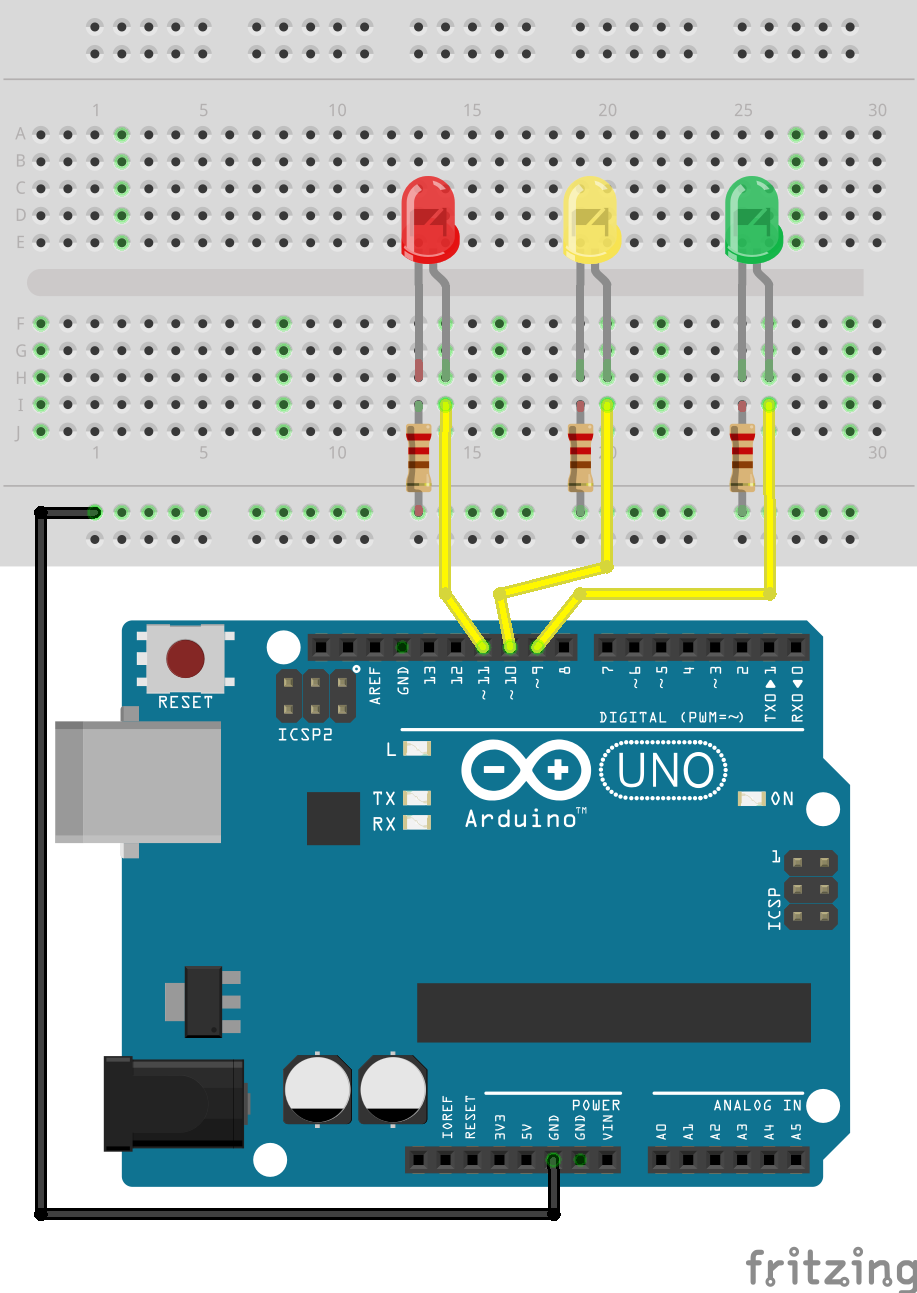 1 5 10 15 20 25 30
A
B
C
D
E
F
G
H
I
J
1 5 10 15 20 25 30
AREF GND 13 12 ~11 ~10 ~9 8 7 ~6 ~5 4 ~3 2 TXO▶1 RXO◀0
RESET
DIGITAL (PWM=~)
ICSP2
L
TX
RX
UNO
ON
Arduino™
1
ICSP
POWER
ANALOG IN
IOREF RESET 3V3 5V GND GND VIN A0 A1 A2 A3 A4 A5
fritzing